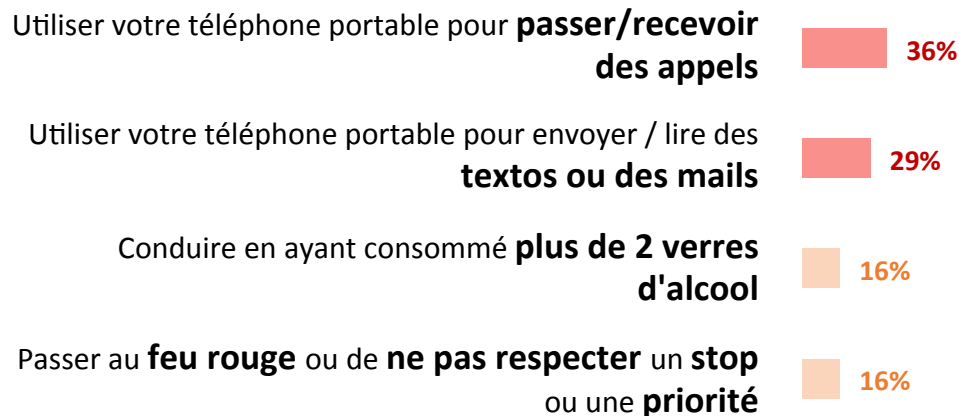 Utiliser votre téléphone portable pour passer/recevoir
des appels
36%
Utiliser votre téléphone portable pour envoyer / lire des
textos ou des mails
29%
Conduire en ayant consommé plus de 2 verres
d'alcool
16%
Passer au feu rouge ou de ne pas respecter un stop
ou une priorité
16%